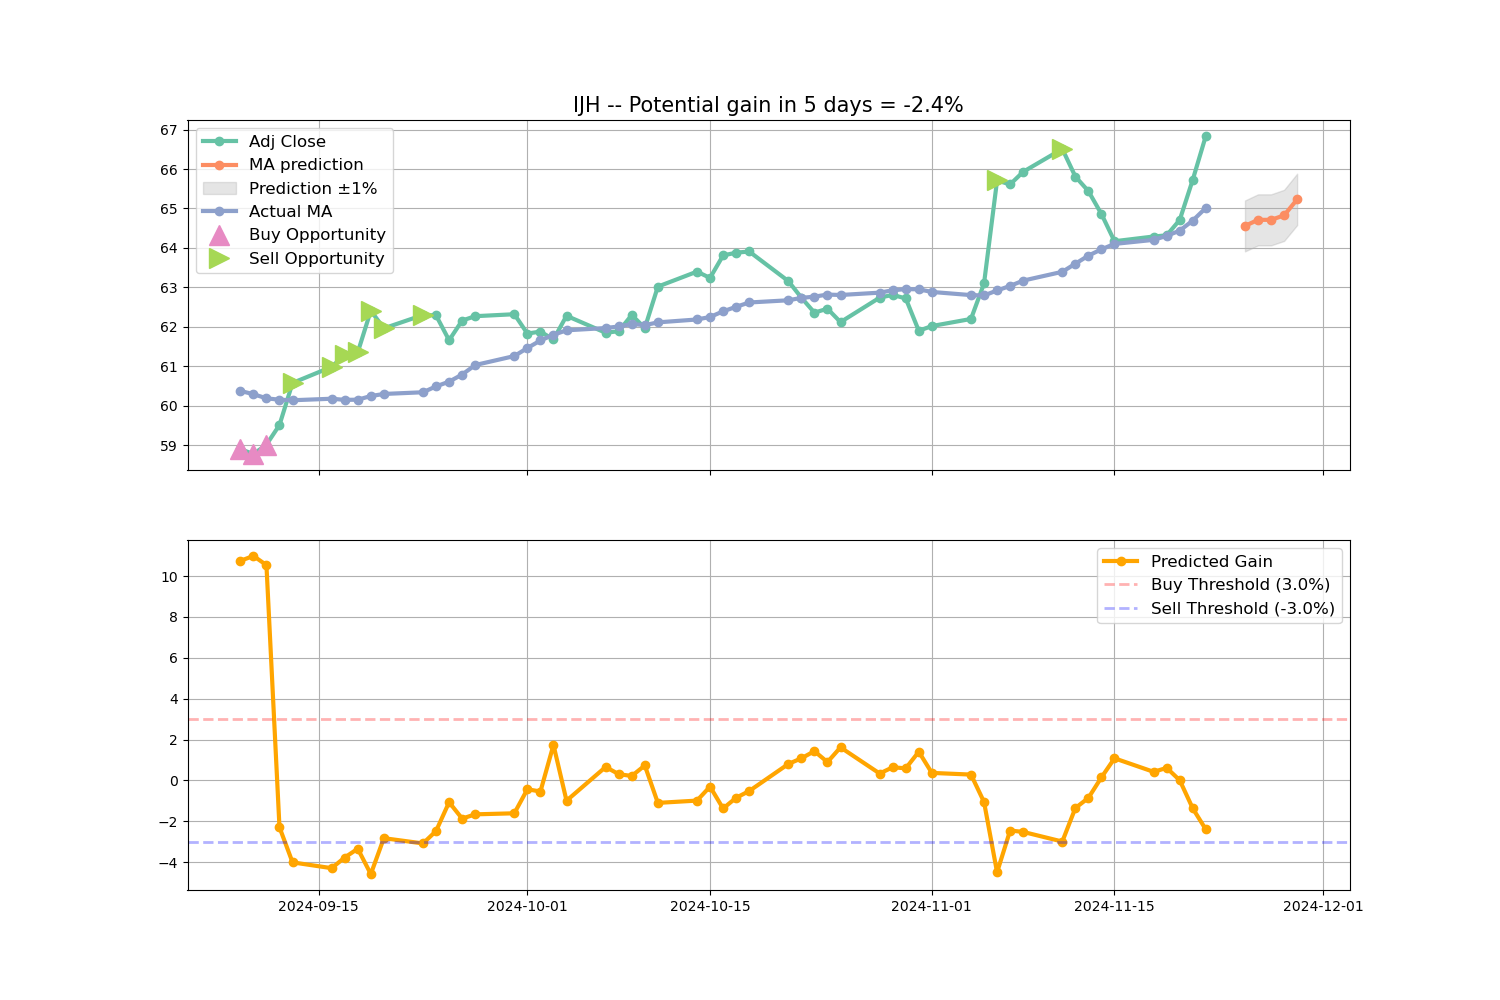 IJH -- Potential gain in 5 days = -2.4%
67
66
65
64
63
62
61
60
59
Adj Close
MA prediction
Prediction ±1%
Actual MA
Buy Opportunity
Sell Opportunity
10
8
6
4
2
0
−2
−4
Predicted Gain
Buy Threshold (3.0%)
Sell Threshold (-3.0%)
2024-09-15
2024-10-01
2024-10-15
2024-11-01
2024-11-15
2024-12-01